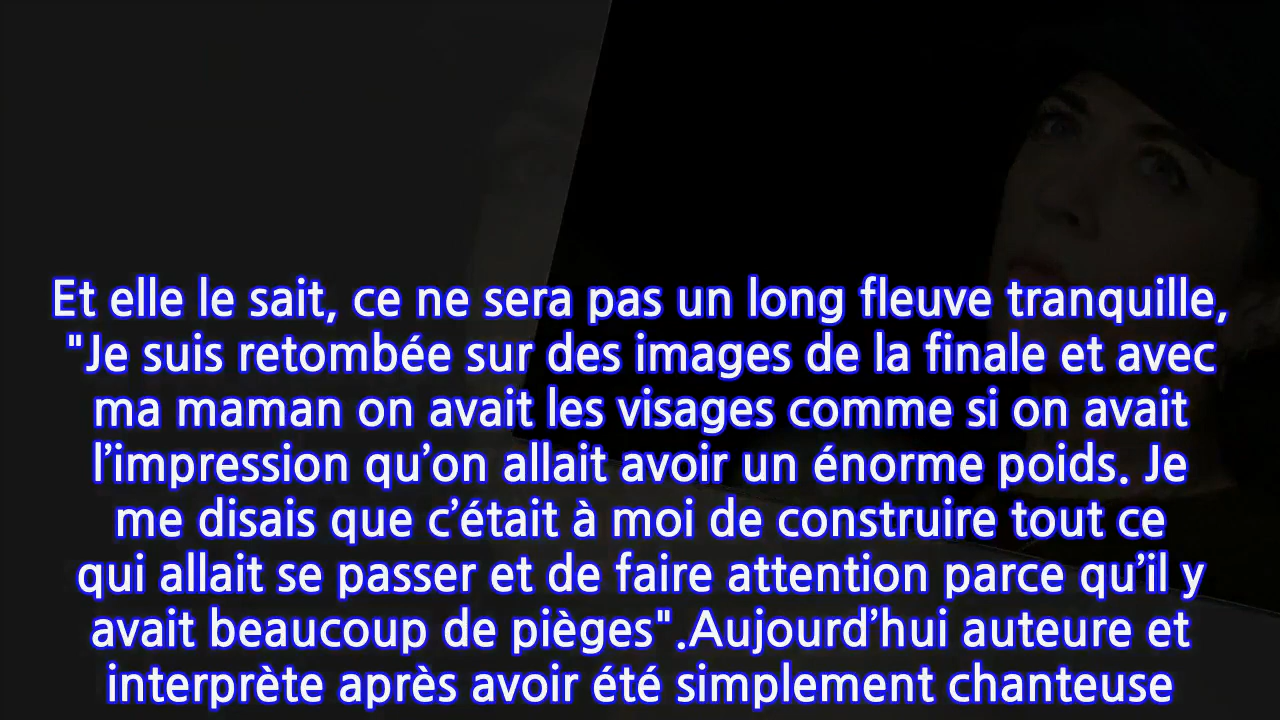 Et elle le sait, ce ne sera pas un long fleuve tranquille,
"Je suis retombée sur des images de la finale et avec
ma maman on avait les visages comme si on avait
l’impression qu’on allait avoir un énorme poids. Je
me disais que c’était à moi de construire tout ce
qui allait se passer et de faire attention parce qu’il y
avait beaucoup de pièges".Aujourd’hui auteure et
interprète après avoir été simplement chanteuse